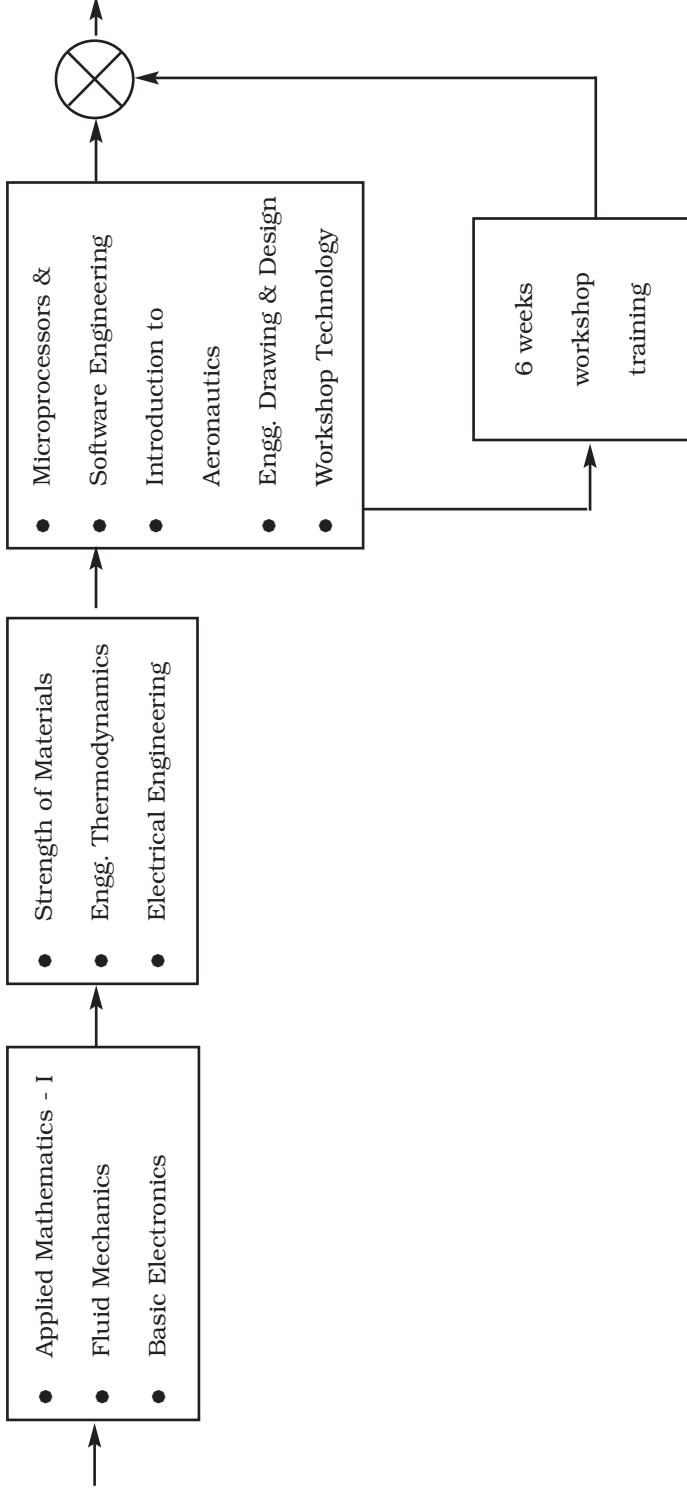 ● Applied Mathematics - I
● Fluid Mechanics
● Basic Electronics
● Strength of Materials
● Engg. Thermodynamics
● Electrical Engineering
● Microprocessors &
● Software Engineering
● Introduction to
Aeronautics
● Engg. Drawing & Design
● Workshop Technology
6 weeks
workshop
training